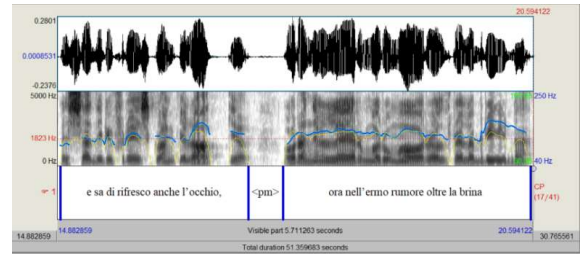 20.594122
0.2801
0.0008531
-0.2376
5000 Hz
250 Hz
1823 Hz
0 Hz
40 Hz
1
e sa di rifresco anche l'occhio,
<pm>
ora nell'ermo rumore oltre la brina
CP
(17/41)
14.882859
Visible part 5.711263 seconds
20.594122
14.882859
30.765561
Total duration 51.359683 seconds